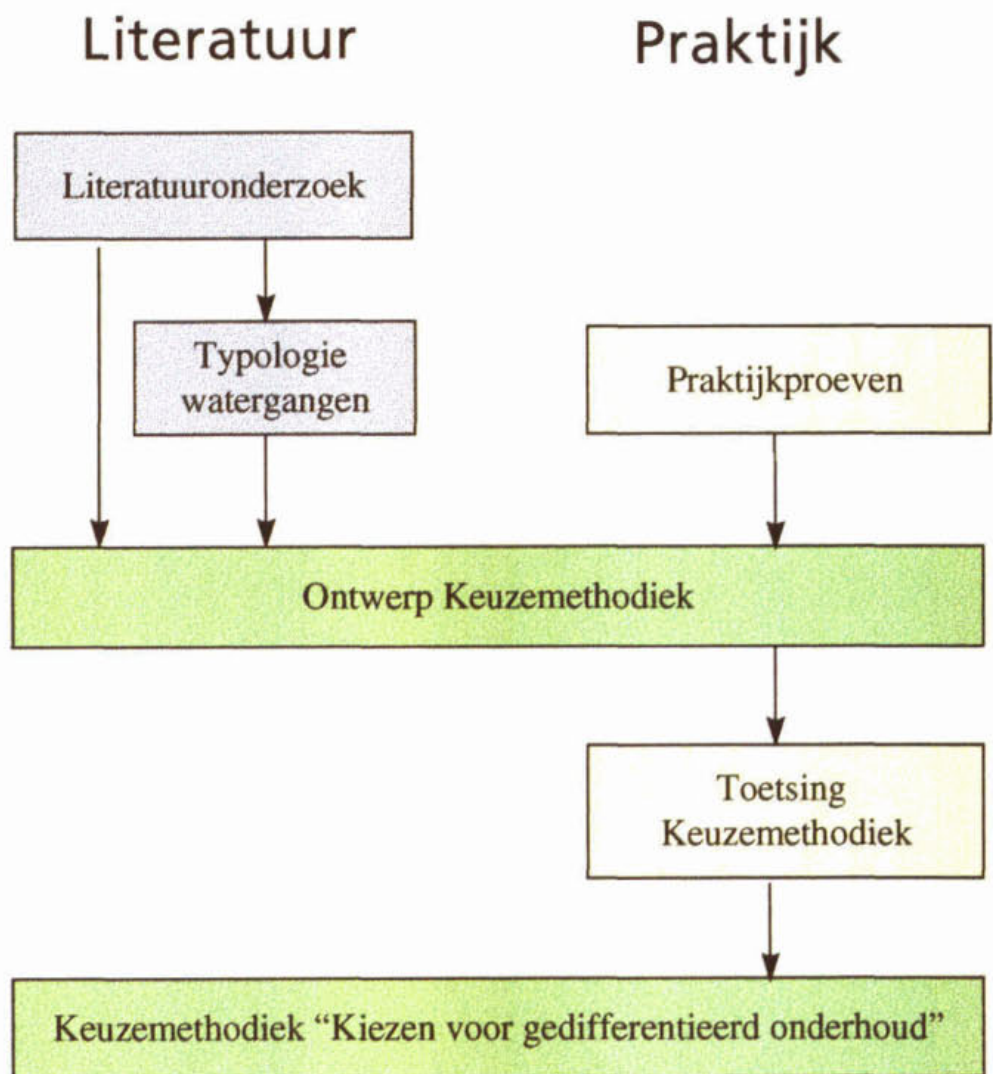 Literatuur
Praktijk
Literatuuronderzoek
Typologie
watergangen
Praktijkproeven
Ontwerp Keuzemethodiek
Toetsing
Keuzemethodiek
Keuzemethodiek “Kiezen voor gedifferentieerd onderhoud”